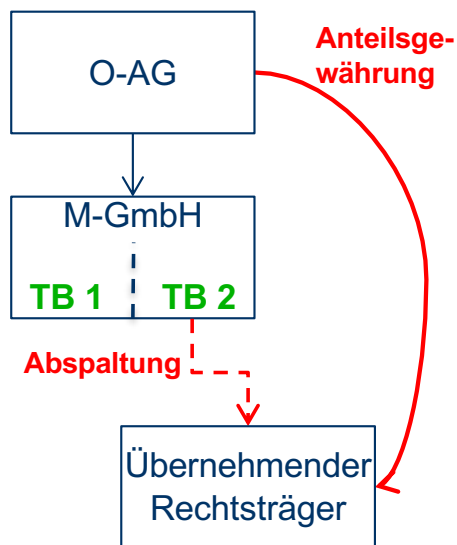 O-AG
Anteilsge-
währung
M-GmbH
TB 1
TB 2
Abspaltung
Übernehmender
Rechtsträger